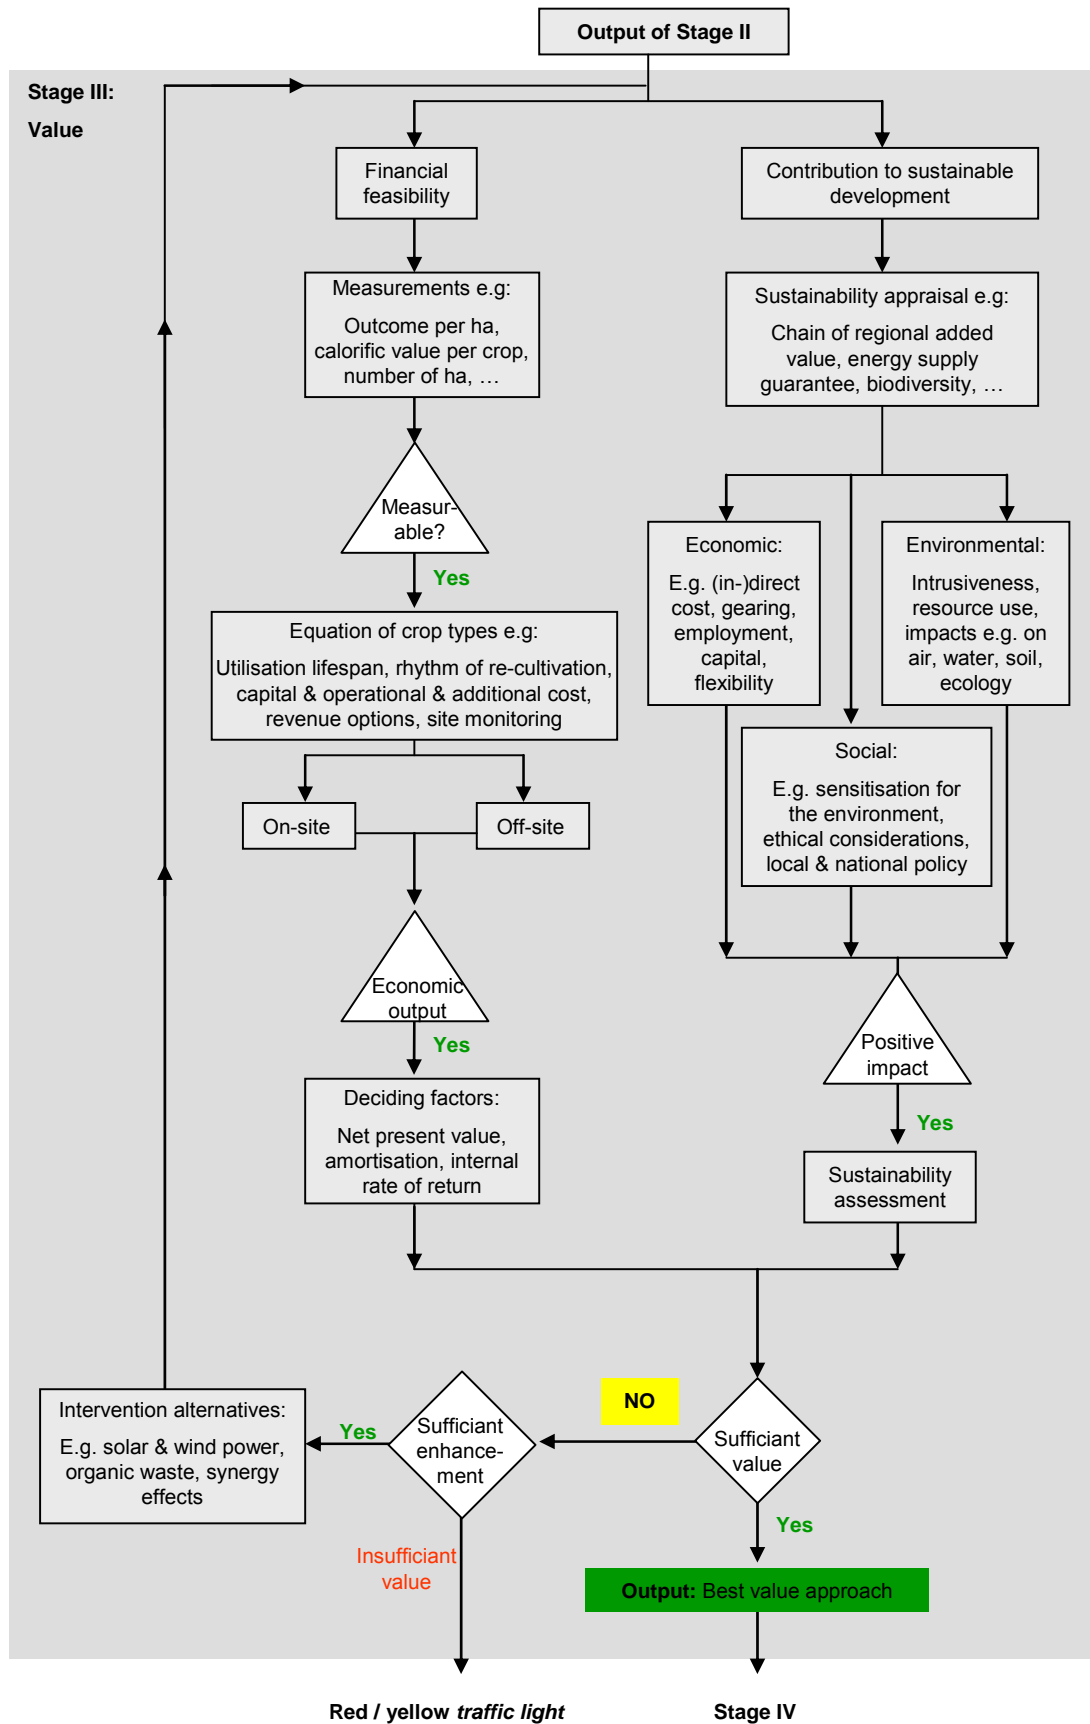 Output of Stage II
Stage III:
Value
Financial
feasibility
Contribution to sustainable
development
Measurements e.g:
Outcome per ha,
calorific value per crop,
number of ha, …
Sustainability appraisal e.g:
Chain of regional added
value, energy supply
guarantee, biodiversity, …
Measur-
able?
Yes
Economic:
E.g. (in-)direct
cost, gearing,
employment,
capital,
flexibility
Environmental:
Intrusiveness,
resource use,
impacts e.g. on
air, water, soil,
ecology
Equation of crop types e.g:
Utilisation lifespan, rhythm of re-cultivation,
capital & operational & additional cost,
revenue options, site monitoring
Social:
E.g. sensitisation for
the environment,
ethical considerations,
local & national policy
On-site
Off-site
Economic
output
Yes
Positive
impact
Yes
Deciding factors:
Net present value,
amortisation, internal
rate of return
Sustainability
assessment
Intervention alternatives:
E.g. solar & wind power,
organic waste, synergy
effects
Yes
Sufficiant
enhance-
ment
NO
Sufficiant
value
Yes
Insufficiant
value
Output: Best value approach
Red / yellow traffic light
Stage IV